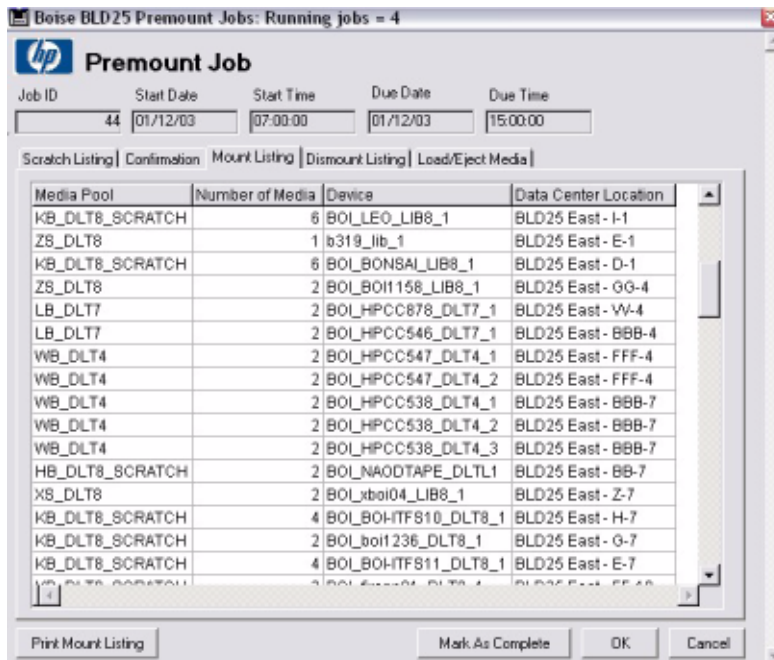 Boise BLD25 Premount Jobs: Running jobs = 4
hp
Premount Job
Job ID Start Date Start Time Due Date Due Time
44 01/12/03 07:00:00 01/12/03 15:00:00
Scratch Listing Confirmation Mount Listing Dismount Listing Load/Eject Media
Media Pool Number of Media Device Data Center Location
KB_DLT8_SCRATCH 6 BOI_LEO_LIB8_1 BLD25 East - I-1
ZS_DLT8 1 b319_lib_1 BLD25 East - E-1
KB_DLT8_SCRATCH 6 BOI_BONSAI_LIB8_1 BLD25 East - D-1
ZS_DLT8 2 BOI_BOI1158_LIB8_1 BLD25 East - GG-4
LB_DLT7 2 BOI_HPCC878_DLT7_1 BLD25 East -
LB_DLT7 2 BOI_HPCC546_DLT7_1 BLD25 East - BBB-4
WB_DLT4 2 BOI_HPCC547_DLT4_1 BLD25 East - FFF-4
WB_DLT4 2 BOI_HPCC547_DLT4_2 BLD25 East - FFF-4
WB_DLT4 2 BOI_HPCC538_DLT4_1 BLD25 East - BBB-7
WB_DLT4 2 BOI_HPCC538_DLT4_2 BLD25 East - BBB-7
WB_DLT4 2 BOI_HPCC538_DLT4_3 BLD25 East - BBB-7
HB_DLT8_SCRATCH 2 BOI_NAODTAPE_DLTL1 BLD25 East - BB-7
XS_DLT8 2 BOI_xboi04_LIB8_1 BLD25 East - Z-7
KB_DLT8_SCRATCH 4 BOI_BOI-ITFS10_DLT8_1 BLD25 East - H-7
KB_DLT8_SCRATCH 2 BOI_boi1236_DLT8_1 BLD25 East - G-7
KB_DLT8_SCRATCH 4 BOI_BOI-ITFS11_DLT8_1 BLD25 East - E-7
Print Mount Listing Mark As Complete OK Cancel